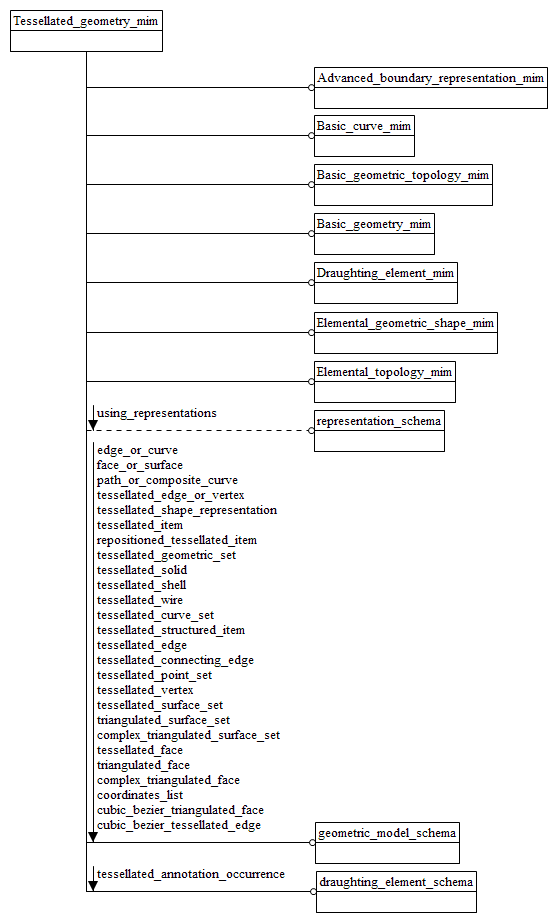 Tessellated_geometry_mim
Advanced_boundary_representation_mim
Basic_curve_mim
Basic_geometric_topology_mim
Basic_geometry_mim
Draughting_element_mim
Elemental_geometric_shape_mim
Elemental_topology_mim
using_representations
representation_schema
edge_or_curve
face_or_surface
path_or_composite_curve
tessellated_edge_or_vertex
tessellated_shape_representation
tessellated_item
repositioned_tessellated_item
tessellated_geometric_set
tessellated_solid
tessellated_shell
tessellated_wire
tessellated_curve_set
tessellated_structured_item
tessellated_edge
tessellated_connecting_edge
tessellated_point_set
tessellated_vertex
tessellated_surface_set
triangulated_surface_set
complex_triangulated_surface_set
tessellated_face
triangulated_face
complex_triangulated_face
coordinates_list
cubic_bezier_triangulated_face
cubic_bezier_tessellated_edge
geometric_model_schema
tessellated_annotation_occurrence
draughting_element_schema